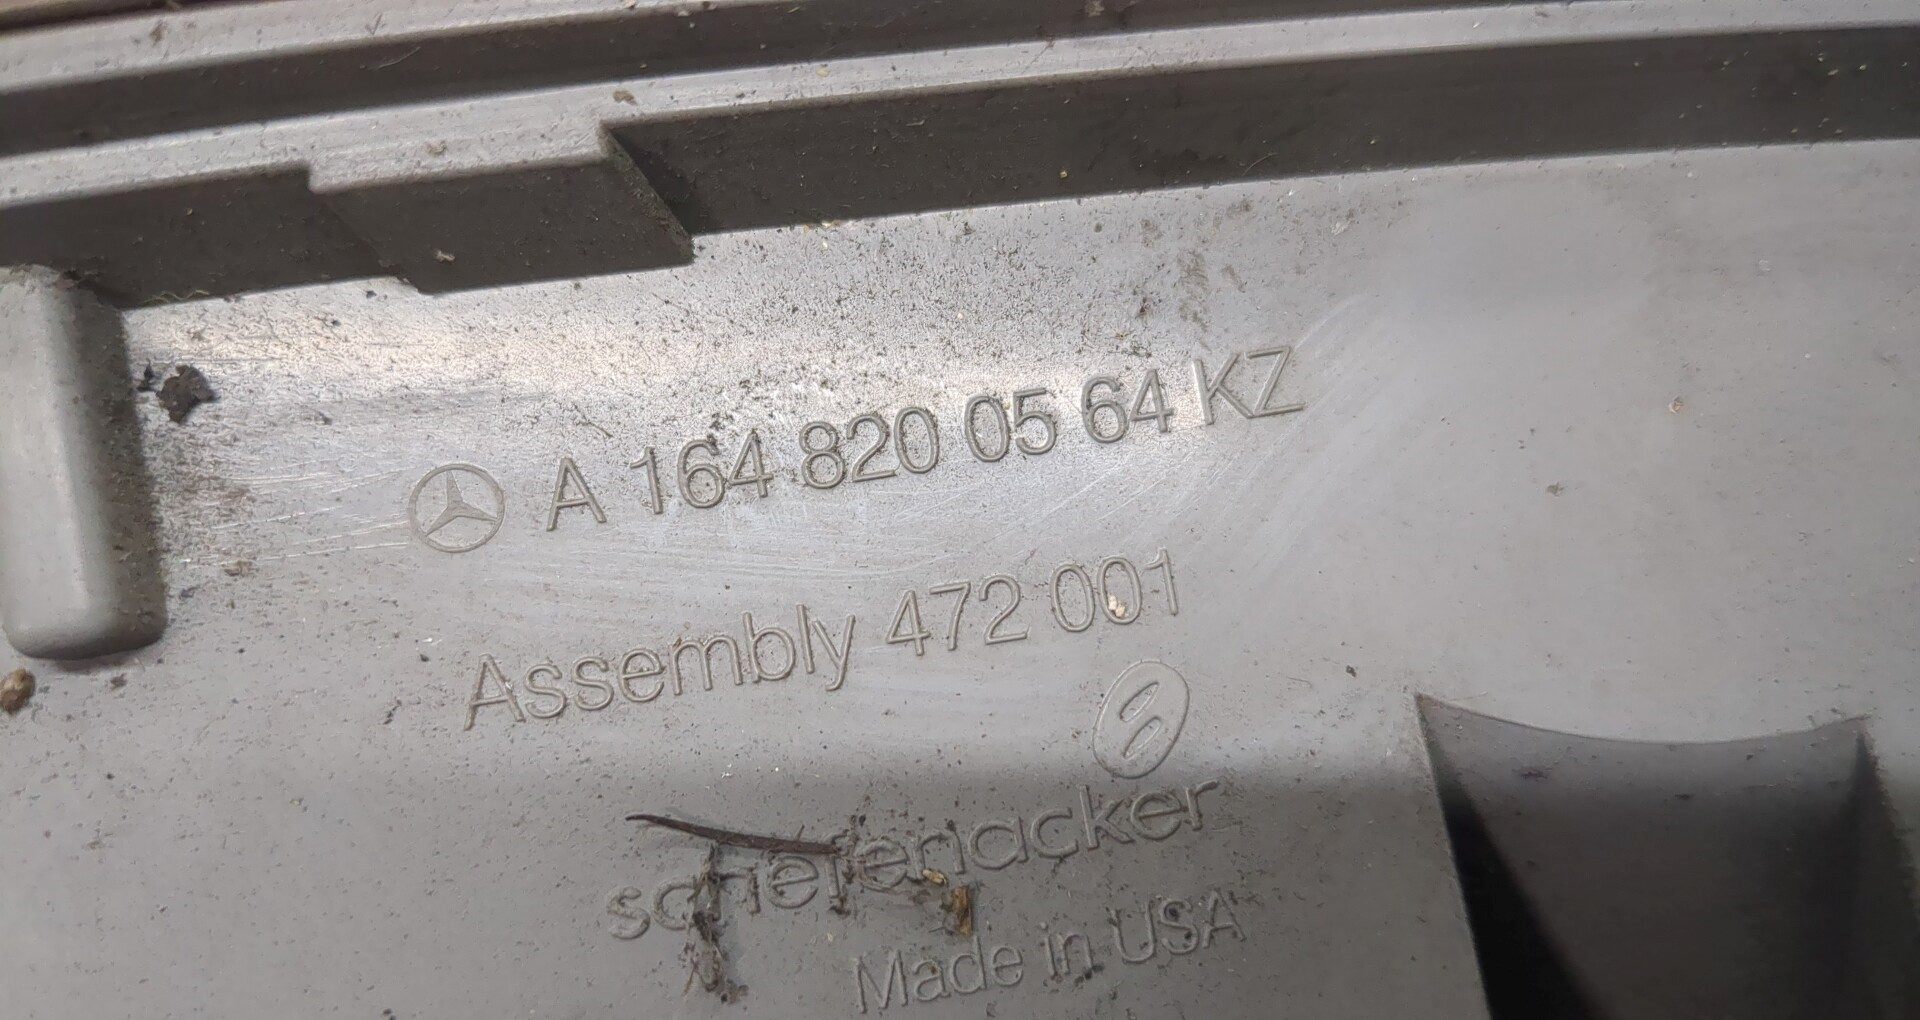 A 164 820 05 64 KZ
Assembly 472 001
schefenacker
Made in USA